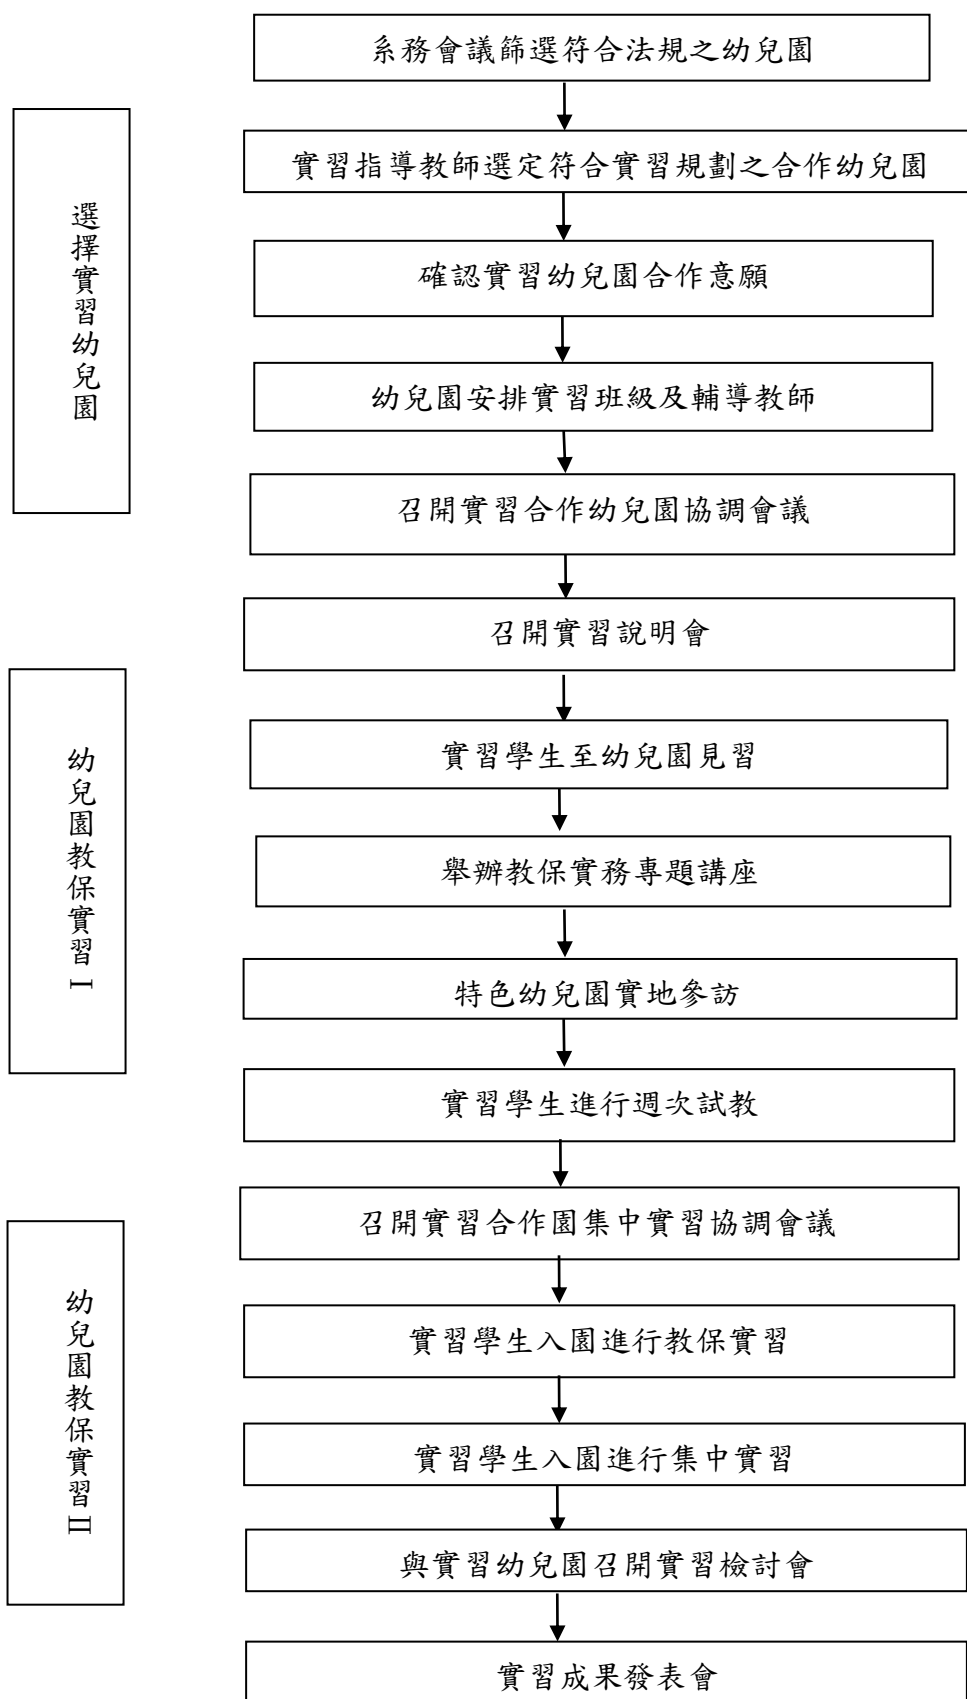 系務會議篩選符合法規之幼兒園
實習指導教師選定符合實習規劃之合作幼兒園
確認實習幼兒園合作意願
幼兒園安排實習班級及輔導教師
召開實習合作幼兒園協調會議
選擇實習幼兒園
召開實習說明會
實習學生至幼兒園見習
舉辦教保實務專題講座
特色幼兒園實地參訪
實習學生進行週次試教
幼兒園教保實習 I
召開實習合作園集中實習協調會議
實習學生入園進行教保實習
實習學生入園進行集中實習
與實習幼兒園召開實習檢討會
實習成果發表會
幼兒園教保實習 II